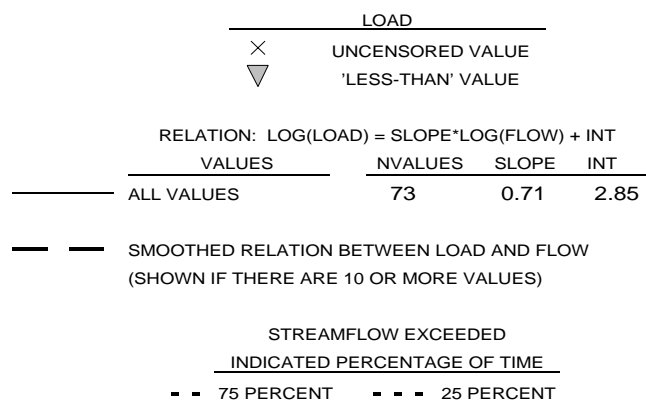 LOAD
UNCENSORED VALUE
'LESS-THAN' VALUE
RELATION: LOG(LOAD) = SLOPE*LOG(FLOW) + INT
VALUES NVALUES SLOPE INT
ALL VALUES 73 0.71 2.85
SMOOTHED RELATION BETWEEN LOAD AND FLOW
(SHOWN IF THERE ARE 10 OR MORE VALUES)
STREAMFLOW EXCEEDED
INDICATED PERCENTAGE OF TIME
75 PERCENT 25 PERCENT